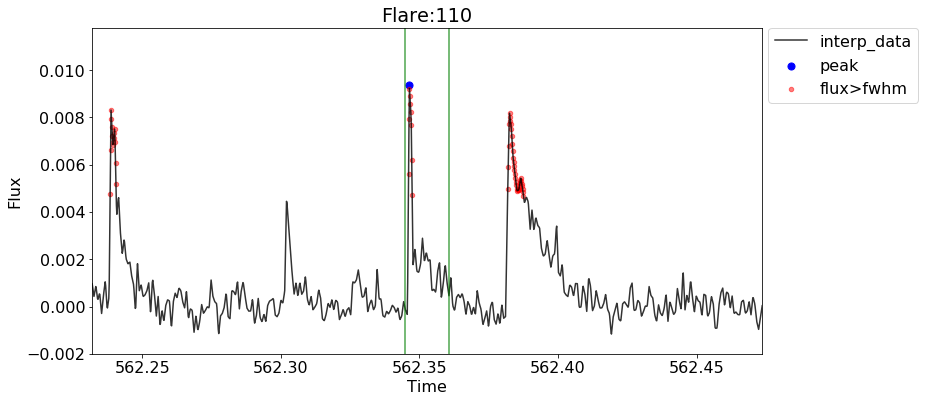 Flare:110
interp_data
peak
flux>fwhm
0.010
0.008
0.006
0.004
0.002
0.000
−0.002
Flux
562.25
562.30
562.35
562.40
562.45
Time